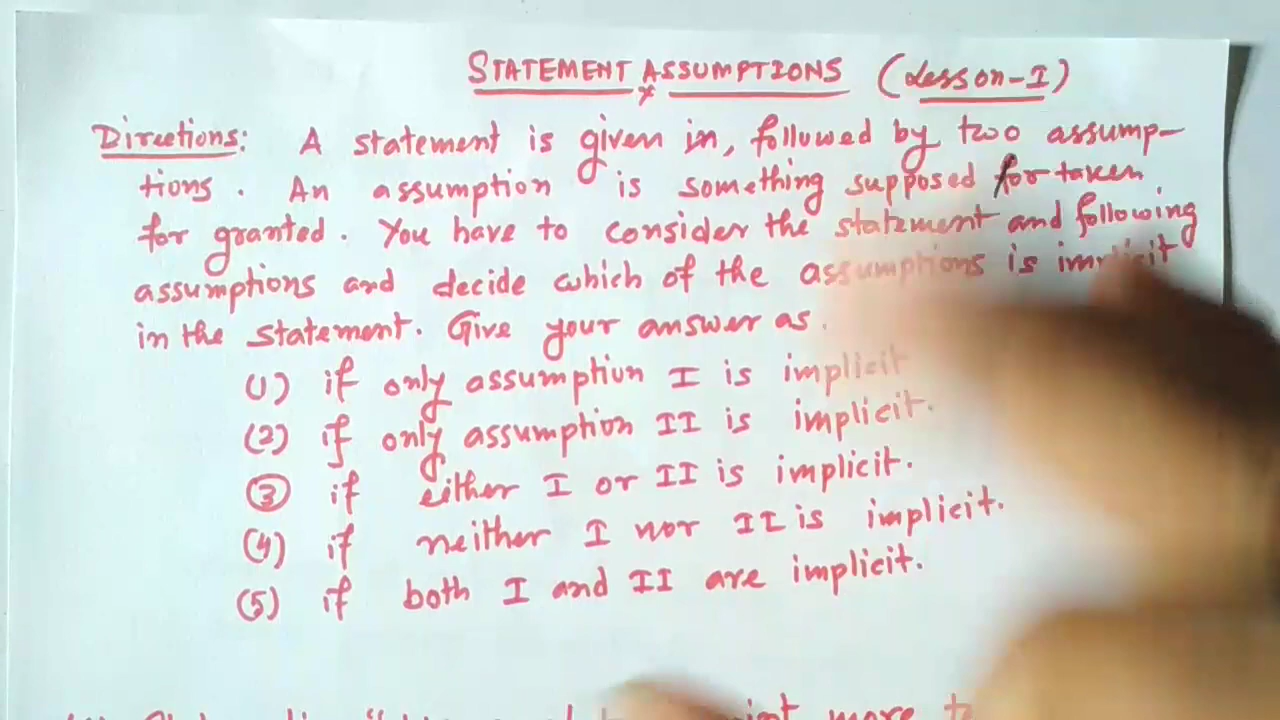 STATEMENT ASSUMPTIONS (Lesson-I)
Directions: A statement is given in, followed by two assump-
tions. An assumption is something supposed for taken
for granted. You have to consider the statement and following
assumptions and decide which of the assumptions is implicit
in the statement. Give your answer as.
(1) if only assumption I is implicit
(2) if only assumption II is implicit.
(3) if either I or II is implicit.
(4) if neither I nor II is implicit.
(5) if both I and II are implicit.
more